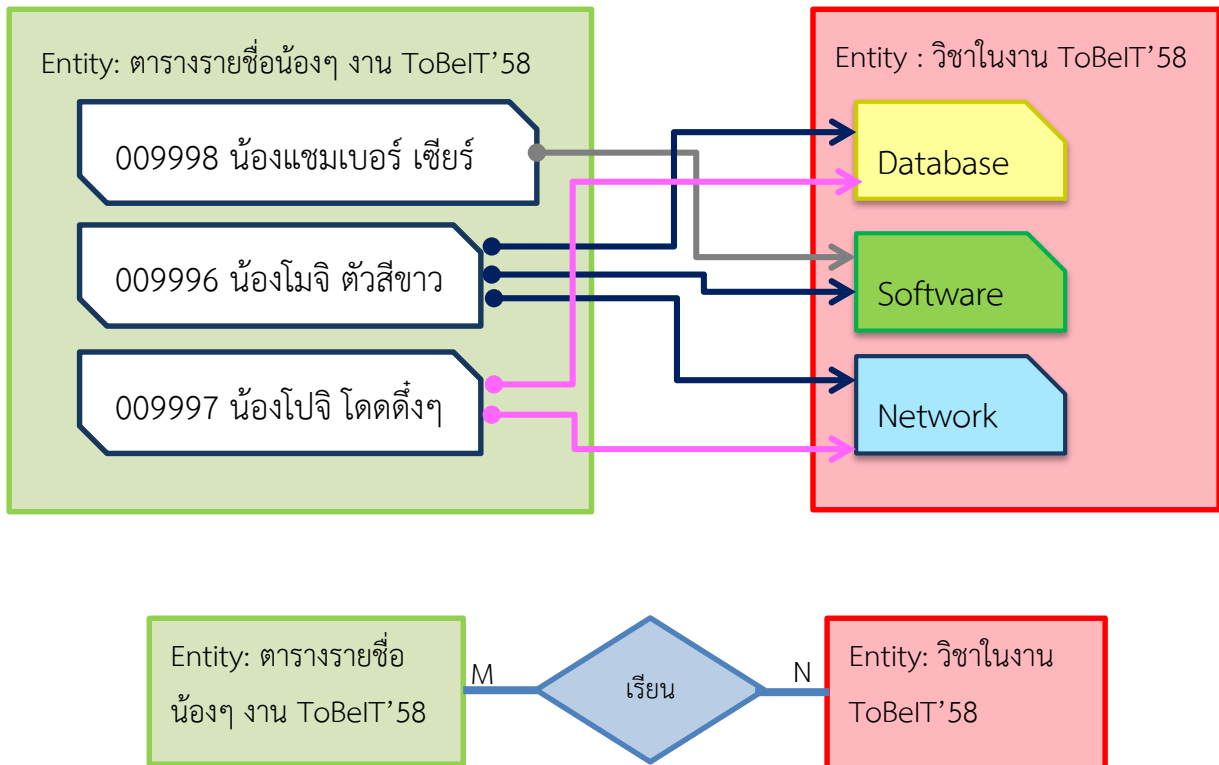 Entity: ตารางรายชื่อน้องๆ งาน ToBeIT’58
009998 น้องแชมเบอร์ เซียร์
009996 น้องโมจิ ตัวสีขาว
009997 น้องโปจิ โดดดึ๋งๆ
Entity : วิชาในงาน ToBeIT’58
Database
Software
Network
Entity: ตารางรายชื่อ
น้องๆ งาน ToBeIT’58
M
เรียน
N
Entity: วิชาในงาน
ToBeIT’58